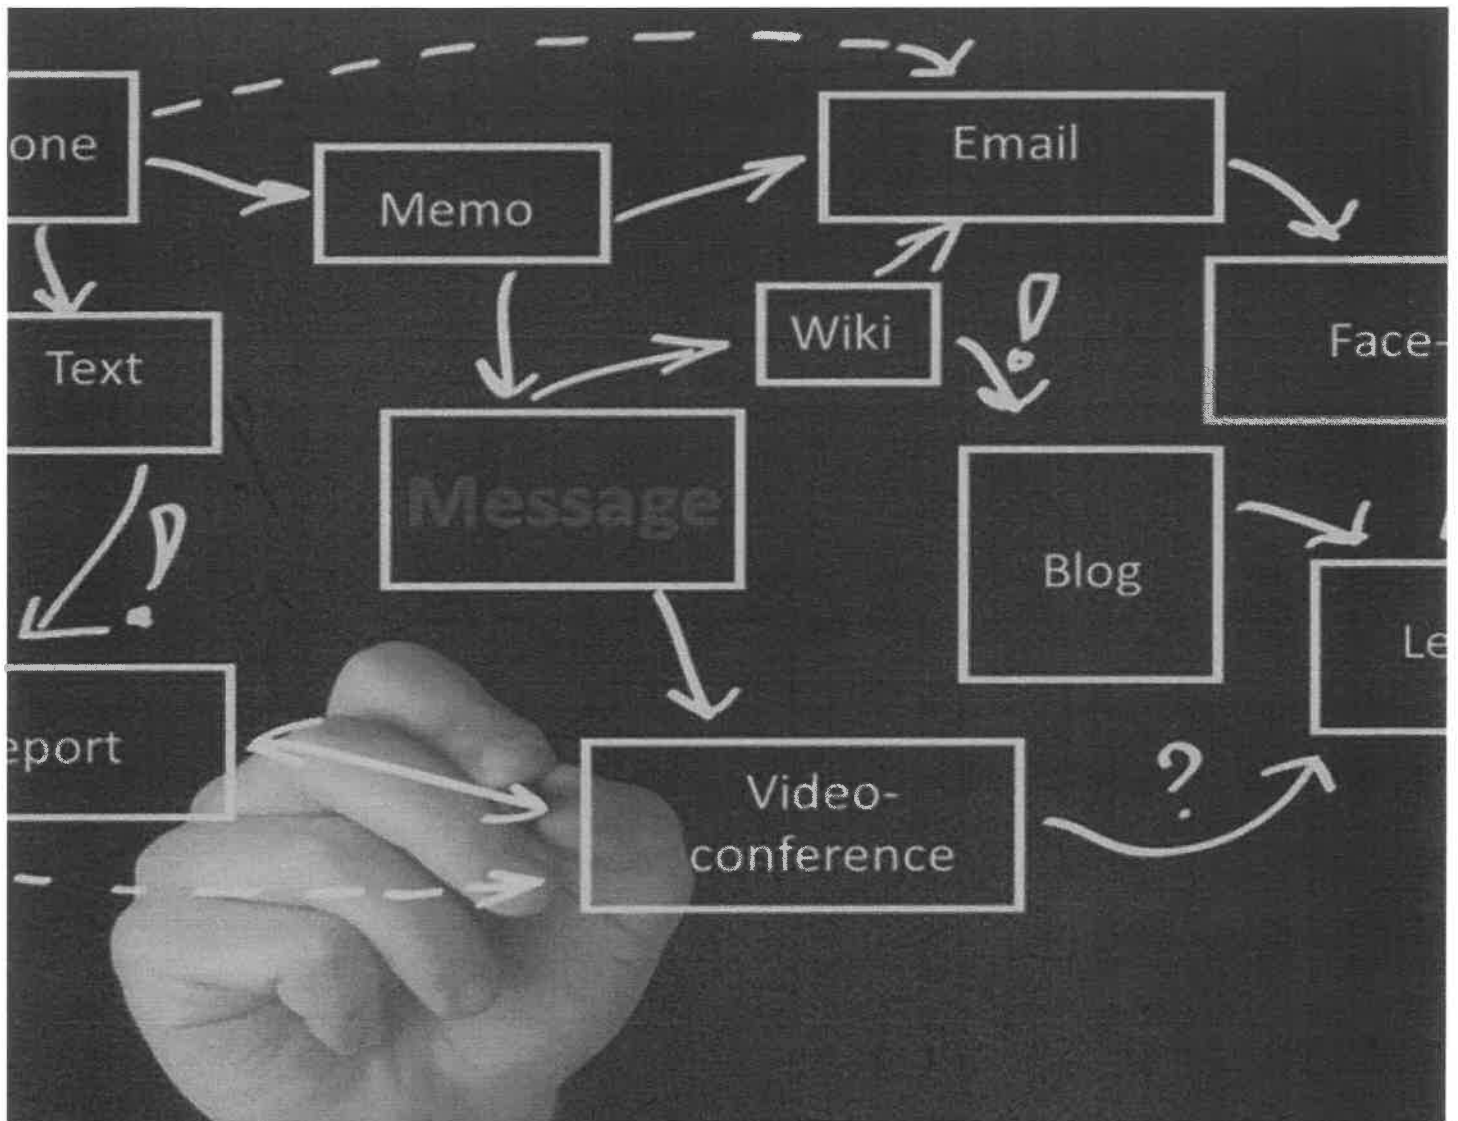 one
Memo
Email
Text
Wiki
Face-
!
Message
!
Blog
Le
eport
Video-
conference
?